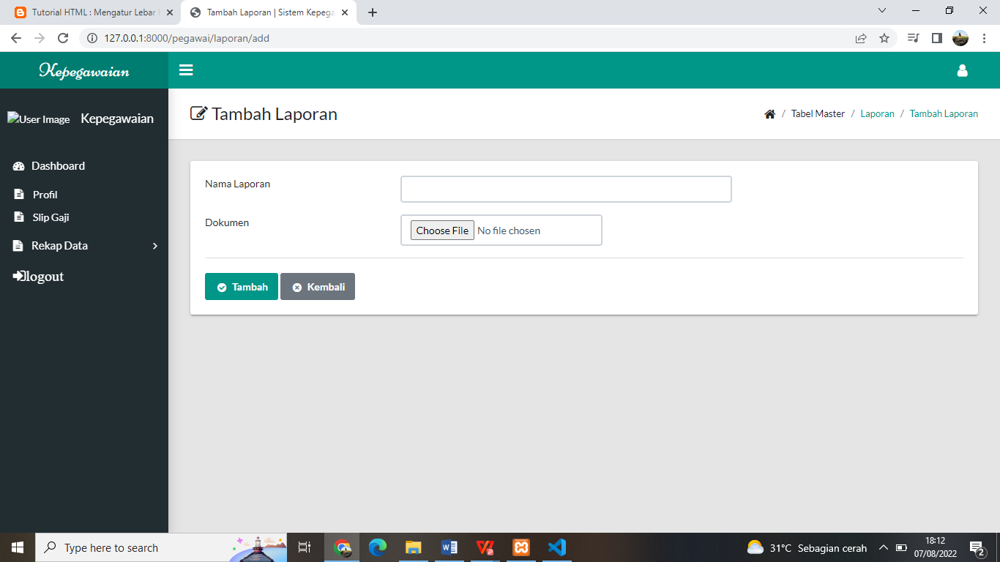 Tutorial HTML : Mengatur Lebar
Tambah Laporan | Sistem Kepega
127.0.0.1:8000/pegawai/laporan/add
Kepegawaian
User Image
Kepegawaian
Dashboard
Profil
Slip Gaji
Rekap Data
logout
Tambah Laporan
/ Tabel Master / Laporan / Tambah Laporan
Nama Laporan
Dokumen
Choose File No file chosen
Tambah
Kembali
Type here to search
31°C Sebagian cerah
18:12
07/08/2022
2